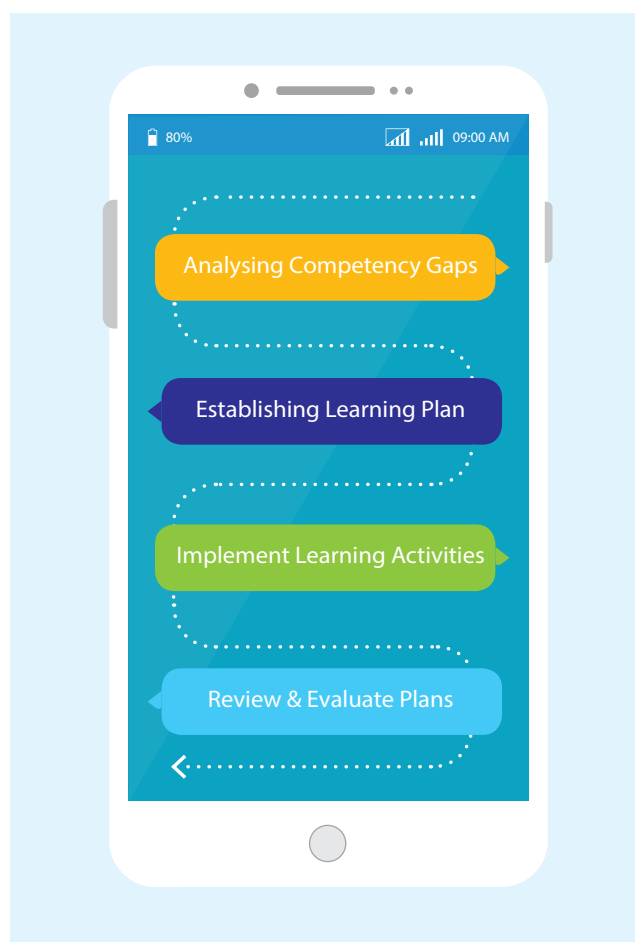 80%
09:00 AM
Analysing Competency Gaps
Establishing Learning Plan
Implement Learning Activities
Review & Evaluate Plans